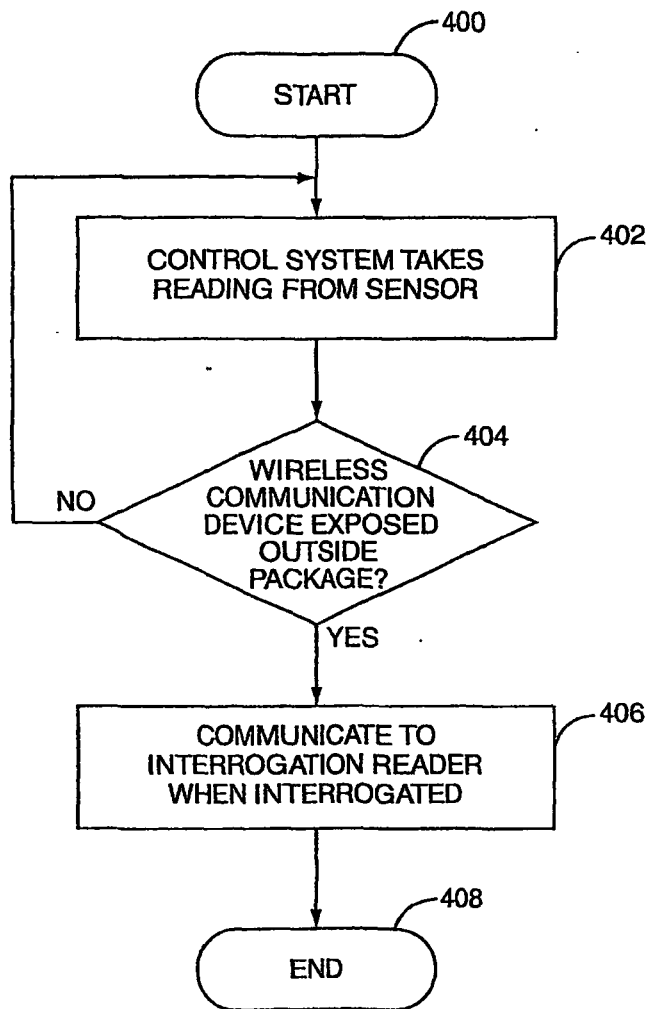 400
START
CONTROL SYSTEM TAKES
READING FROM SENSOR
402
404
WIRELESS
COMMUNICATION
DEVICE EXPOSED
OUTSIDE
PACKAGE?
NO
YES
COMMUNICATE TO
INTERROGATION READER
WHEN INTERROGATED
406
408
END